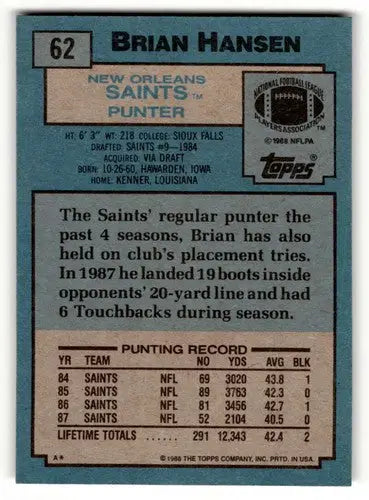 62
BRIAN HANSEN
NEW ORLEANS
SAINTS™
PUNTER
NATIONAL FOOTBALL LEAGUE
PLAYERS ASSOCIATION
©1988 NFLPA
Topps®
HT: 6' 3" WT: 218 COLLEGE: SIOUX FALLS
DRAFTED: SAINTS #9-1984
ACQUIRED: VIA DRAFT
BORN: 10-26-60, HAWARDEN, IOWA
HOME: KENNER, LOUISIANA
The Saints' regular punter the
past 4 seasons, Brian has also
held on club's placement tries.
In 1987 he landed 19 boots inside
opponents' 20-yard line and had
6 Touchbacks during season.
PUNTING RECORD
YR TEAM NO YDS AVG BLK
84 SAINTS NFL 69 3020 43.8 1
85 SAINTS NFL 89 3763 42.3 0
86 SAINTS NFL 81 3456 42.7 1
87 SAINTS NFL 52 2104 40.5 0
LIFETIME TOTALS ...... 291 12,343 42.4 2
A* ©1988 THE TOPPS COMPANY, INC. PRTD. IN USA.